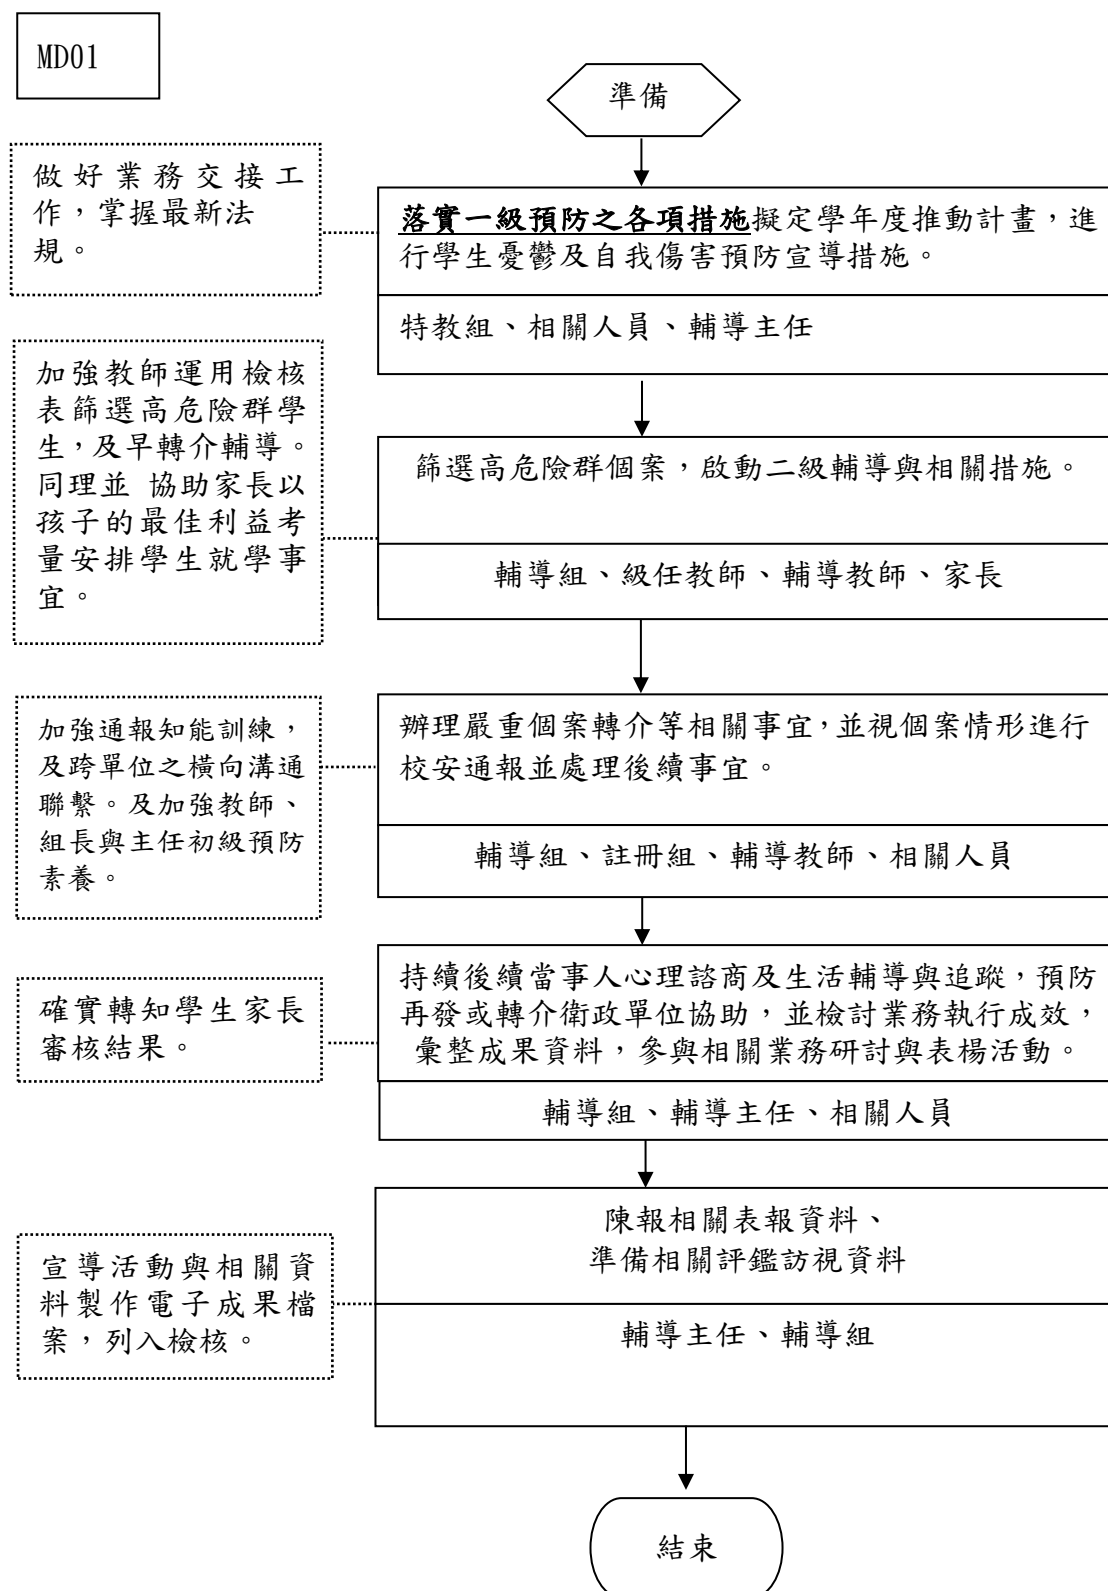 MD01
準備
做好業務交接工
作，掌握最新法
規。
落實一級預防之各項措施擬定學年度推動計畫，進
行學生憂鬱及自我傷害預防宣導措施。
特教組、相關人員、輔導主任
加強教師運用檢核
表篩選高危險群學
生，及早轉介輔導。
同理並 協助家長以
孩子的最佳利益考
量安排學生就學事
宜。
篩選高危險群個案，啟動二級輔導與相關措施。
輔導組、級任教師、輔導教師、家長
加強通報知能訓練，
及跨單位之橫向溝通
聯繫。及加強教師、
組長與主任初級預防
素養。
辦理嚴重個案轉介等相關事宜，並視個案情形進行
校安通報並處理後續事宜。
輔導組、註冊組、輔導教師、相關人員
確實轉知學生家長
審核結果。
持續後續當事人心理諮商及生活輔導與追蹤，預防
再發或轉介衛政單位協助，並檢討業務執行成效，
彙整成果資料，參與相關業務研討與表楊活動。
輔導組、輔導主任、相關人員
宣導活動與相關資
料製作電子成果檔
案，列入檢核。
陳報相關表報資料、
準備相關評鑑訪視資料
輔導主任、輔導組
結束